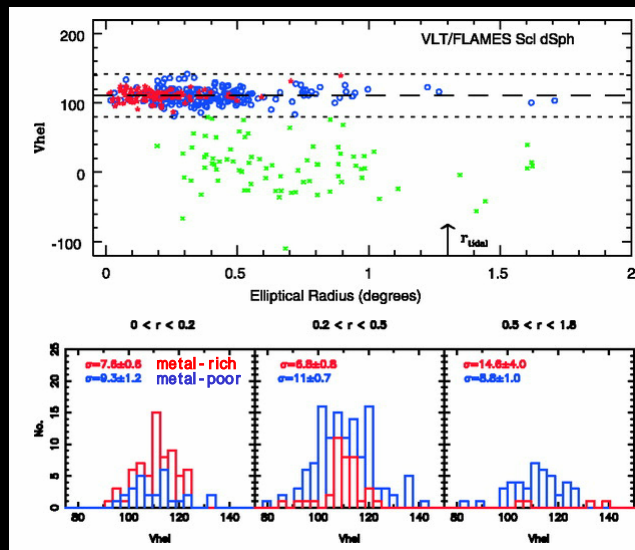 VLT/FLAMES Scl dSph
Vhel
200
100
0
-100
r tidal
0 0.5 1 1.5 2
Elliptical Radius (degrees)
0 < r < 0.2
0.2 < r < 0.5
25
20
15
10
5
0
No.
σ=7.6±0.6 metal-rich
σ=9.3±1.2 metal-poor
σ=6.8±0.8
σ=11±0.7
σ=14.6±4.0
σ=8.8±1.0
80 100 120 140
80 100 120 140
80 100 120 140
Vhel
Vhel
Vhel